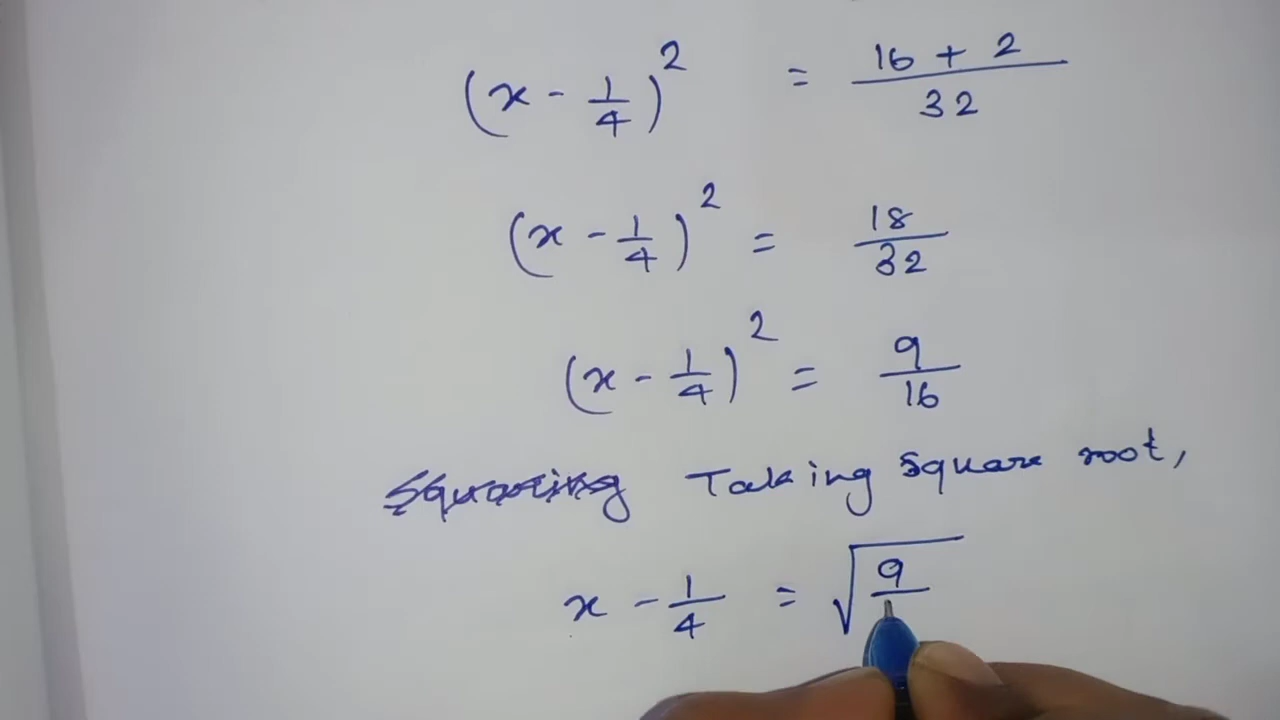 (x - 1/4)² = (16 + 2)/32
(x - 1/4)² = 18/32
(x - 1/4)² = 9/16
Squaring Taking square root,
x - 1/4 = √(9/